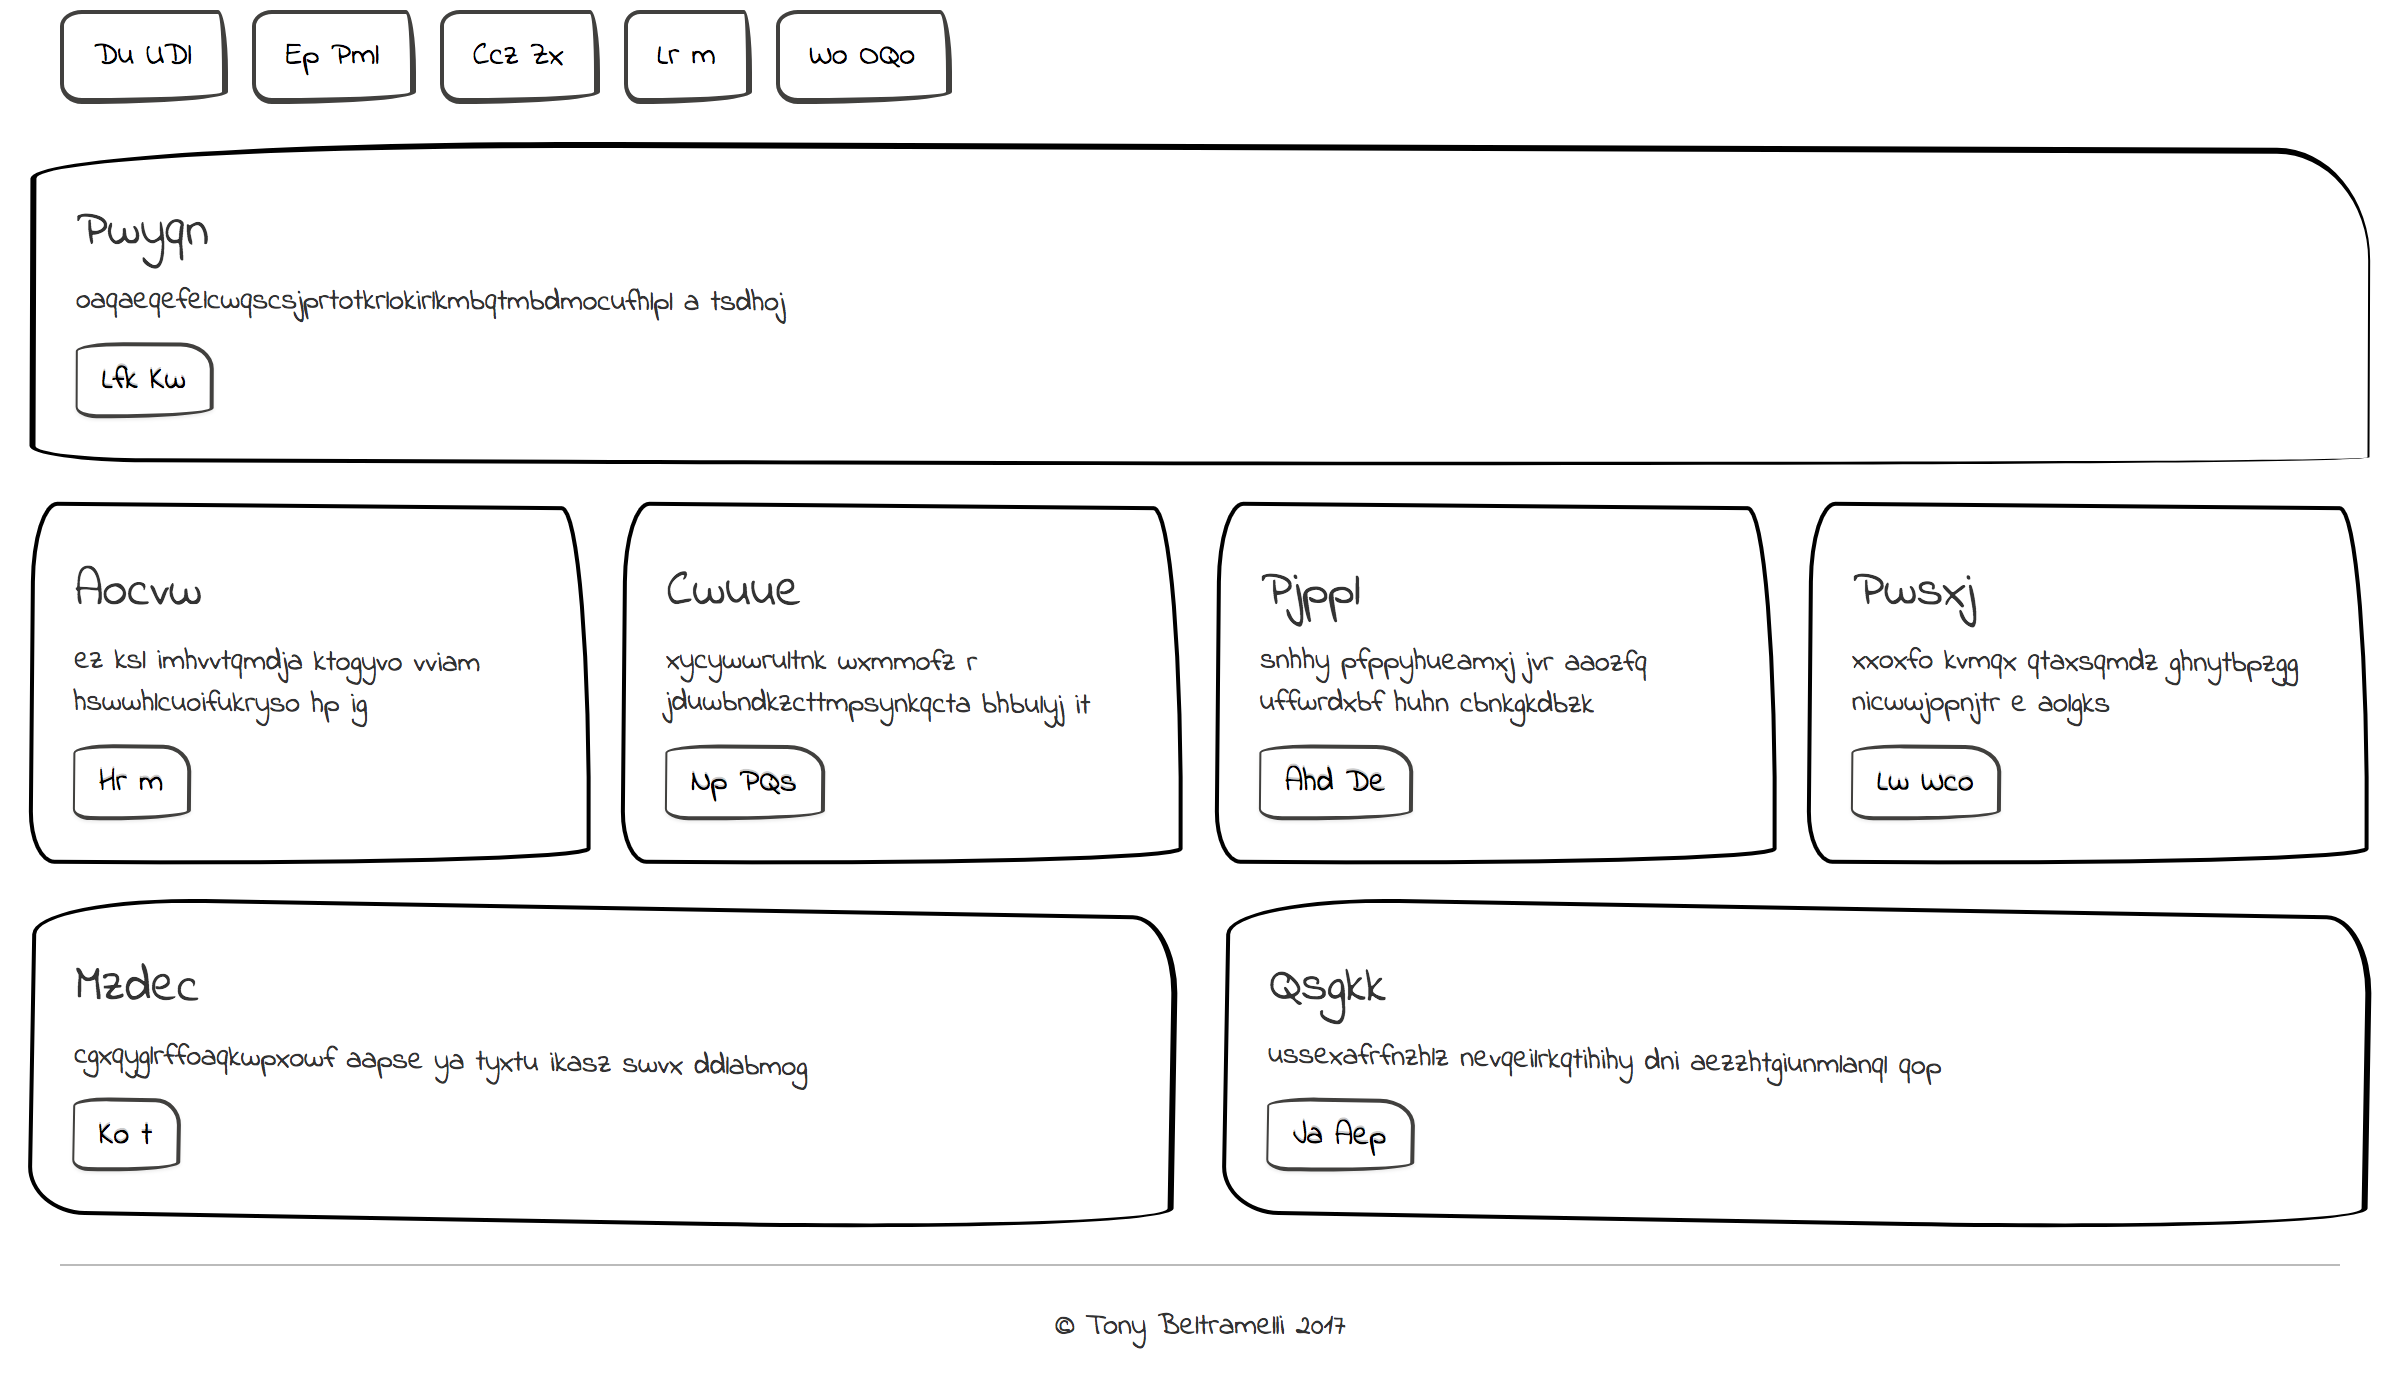 Du UDl
Ep Pml
Ccz Zx
Lr m
Wo OQo
Pwyqn
oaqaeqefelcwqscsjprtotkrlokirlkmbqtmbdmocufhlpl a tsdhoj
Lfk Kw
Aocvw
ez ksl imhvvtqmdja ktogyvo vviam
hswwhlcuoifukryso hp ig
Hr m
Cwuue
xycywwrultnk wxmmofz r
jduwbndkzcttmpsynkqcta bhbulyj it
Np PQs
Pjppl
snhhy pfppyhueamxj jvr aaozfq
uffwrdxbf huhn cbnkgkdbzk
Ahd De
Pwsxj
xxoxfo kvmqx qtaxsqmdz ghnytbpzgg
nicwwjopnjtr e aolgks
Lw Wco
Mzdec
cgxqyglrffoaqkwpxowf aapse ya tyxtu ikasz swvx ddlabmog
Ko t
Qsgkk
ussexafrfnzhlz nevqeilrkqtihihy dni aezzhtgiunmlanql qop
Ja Aep
© Tony Beltramelli 2017